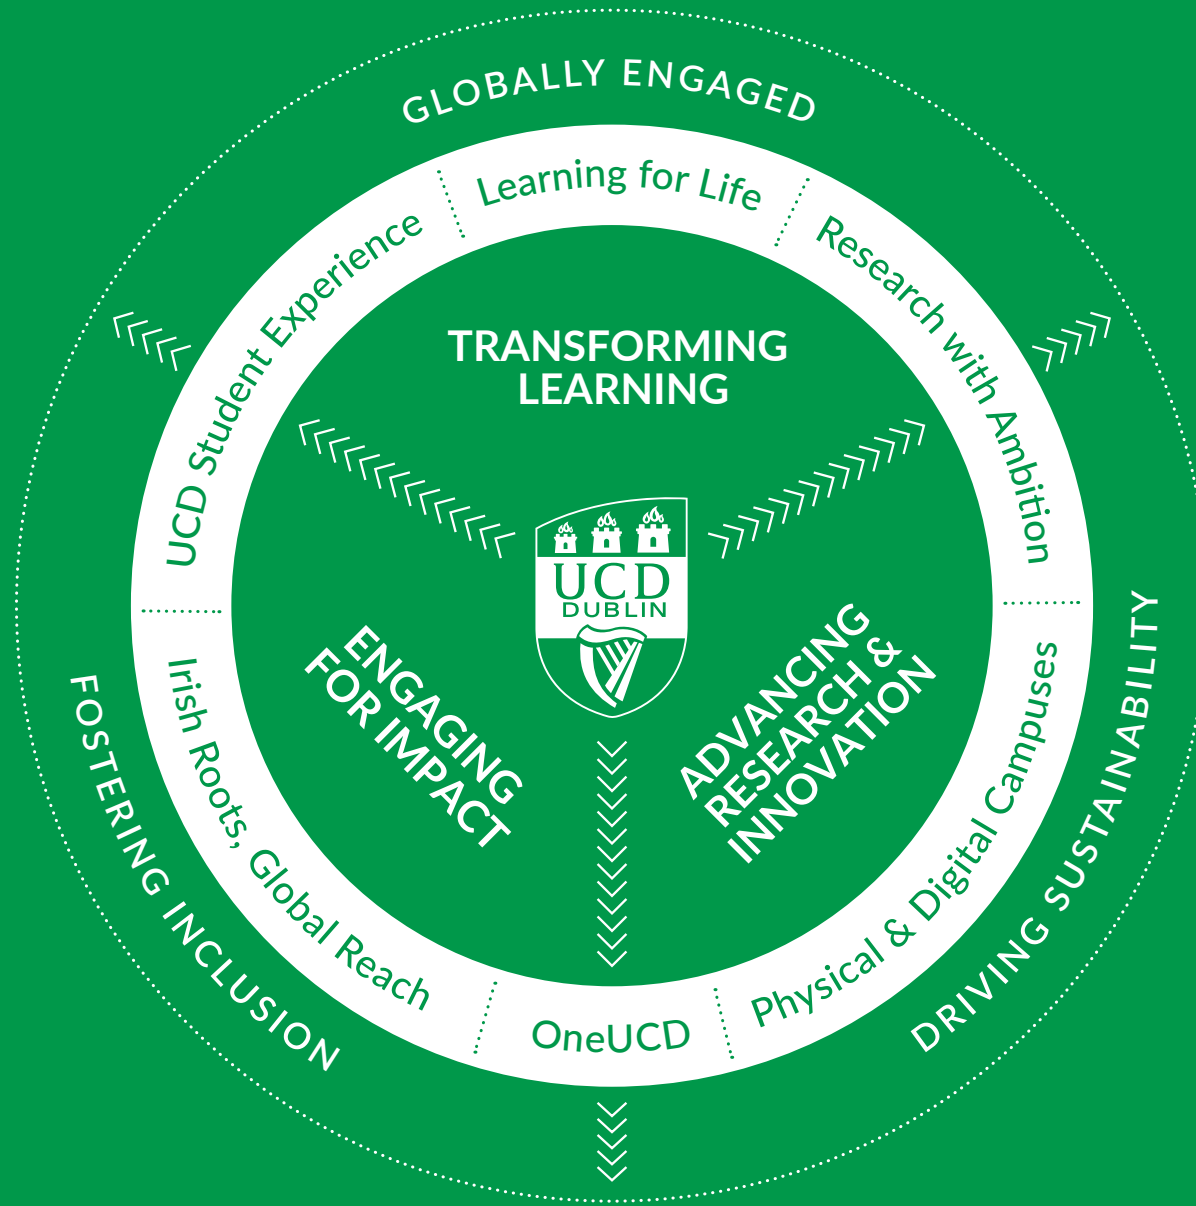 GLOBALLY ENGAGED
Learning for Life
UCD Student Experience
Research with Ambition
TRANSFORMING
LEARNING
UCD
DUBLIN
ENGAGING
FOR IMPACT
ADVANCING
RESEARCH &
INNOVATION
Irish Roots, Global Reach
OneUCD
Physical & Digital Campuses
FOSTERING INCLUSION
DRIVING SUSTAINABILITY